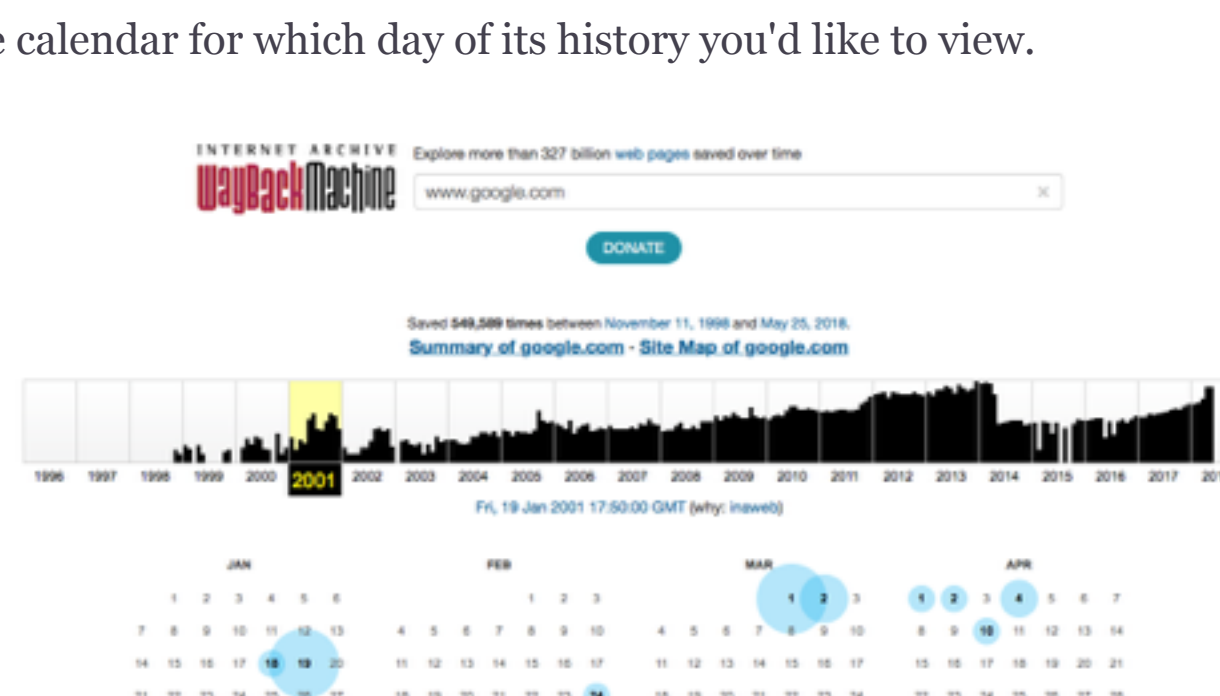 e calendar for which day of its history you'd like to view.
INTERNET ARCHIVE
WayBackMachine
Explore more than 327 billion web pages saved over time
www.google.com ×
DONATE
Saved 549,589 times between November 11, 1998 and May 25, 2018.
Summary of google.com - Site Map of google.com
1996 1997 1998 1999 2000 2001 2002 2003 2004 2005 2006 2007 2008 2009 2010 2011 2012 2013 2014 2015 2016 2017
Fri, 19 Jan 2001 17:50:00 GMT (why: inaweb)
JAN FEB MAR APR
1 2 3 4 5 6 1 2 3 1 2 3 1 2 3 4 5 6 7
7 8 9 10 11 12 13 4 5 6 7 8 9 10 4 5 6 7 8 9 10 8 9 10 11 12 13 14
14 15 16 17 18 19 20 11 12 13 14 15 16 17 11 12 13 14 15 16 17 15 16 17 18 19 20 21